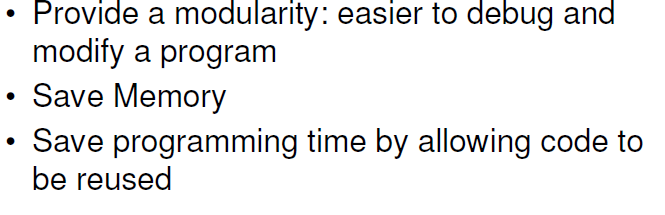 • Provide a modularity: easier to debug and
modify a program
• Save Memory
• Save programming time by allowing code to
be reused